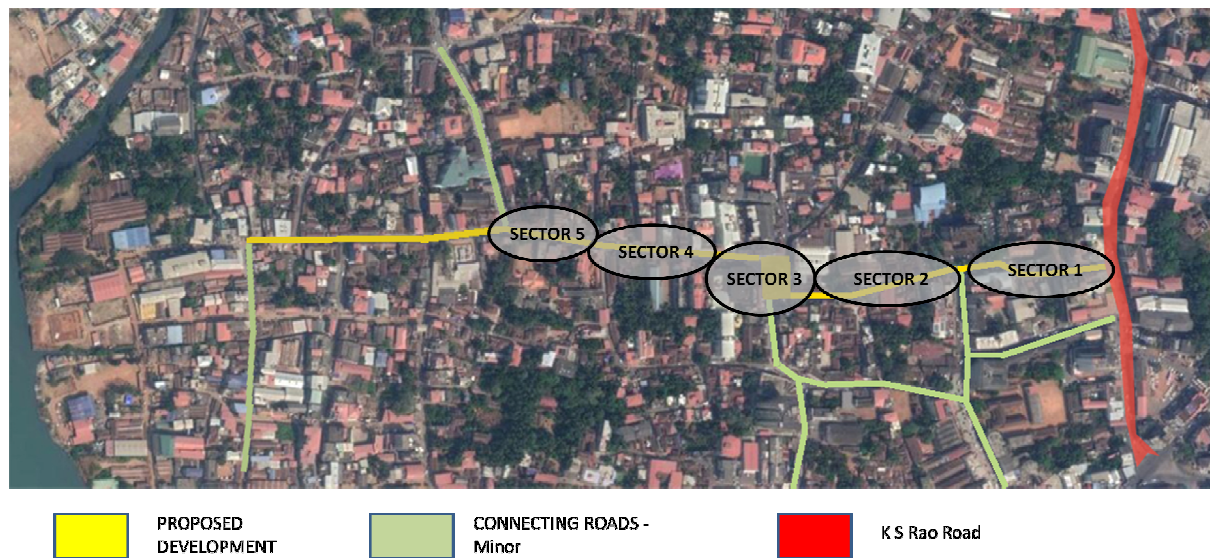 SECTOR 5
SECTOR 4
SECTOR 3
SECTOR 2
SECTOR 1
PROPOSED
DEVELOPMENT
CONNECTING ROADS -
Minor
K S Rao Road